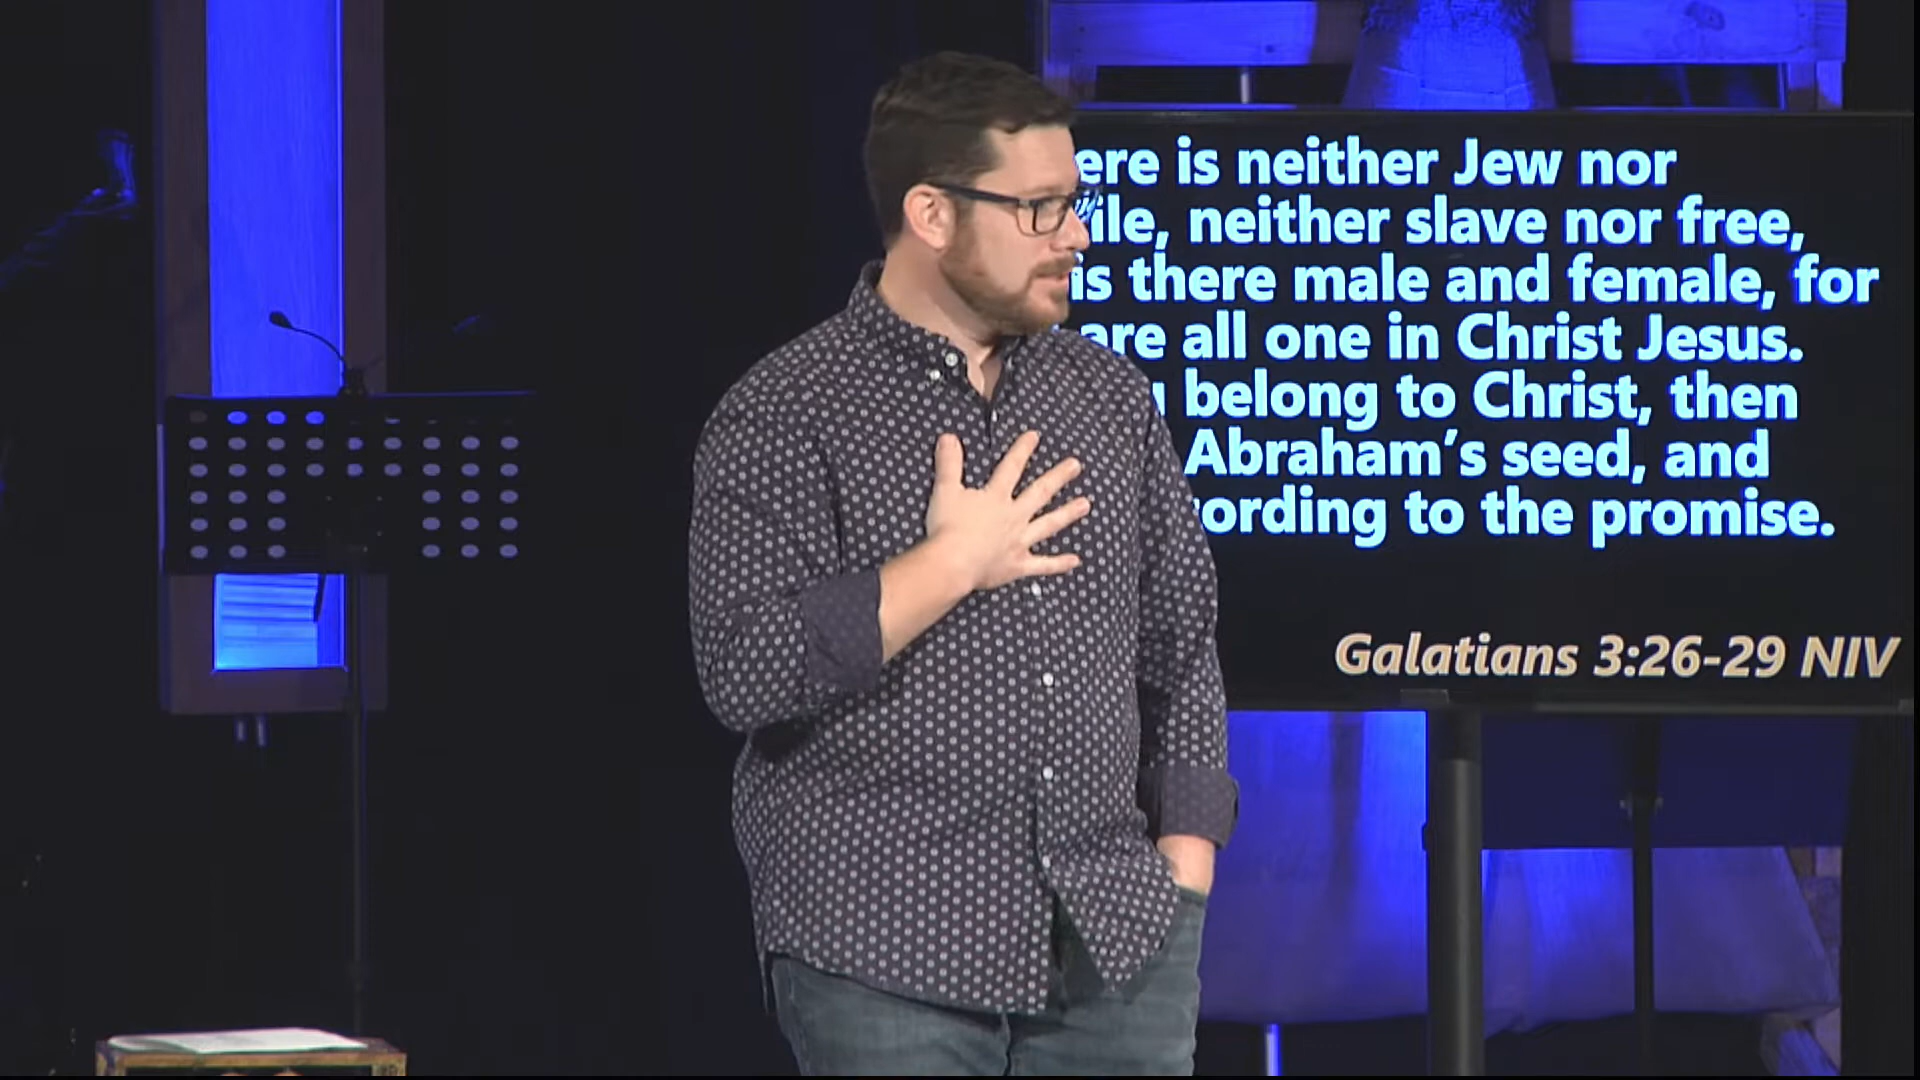 ere is neither Jew nor
ile, neither slave nor free,
is there male and female, for
are all one in Christ Jesus.
belong to Christ, then
Abraham's seed, and
ording to the promise.
Galatians 3:26-29 NIV